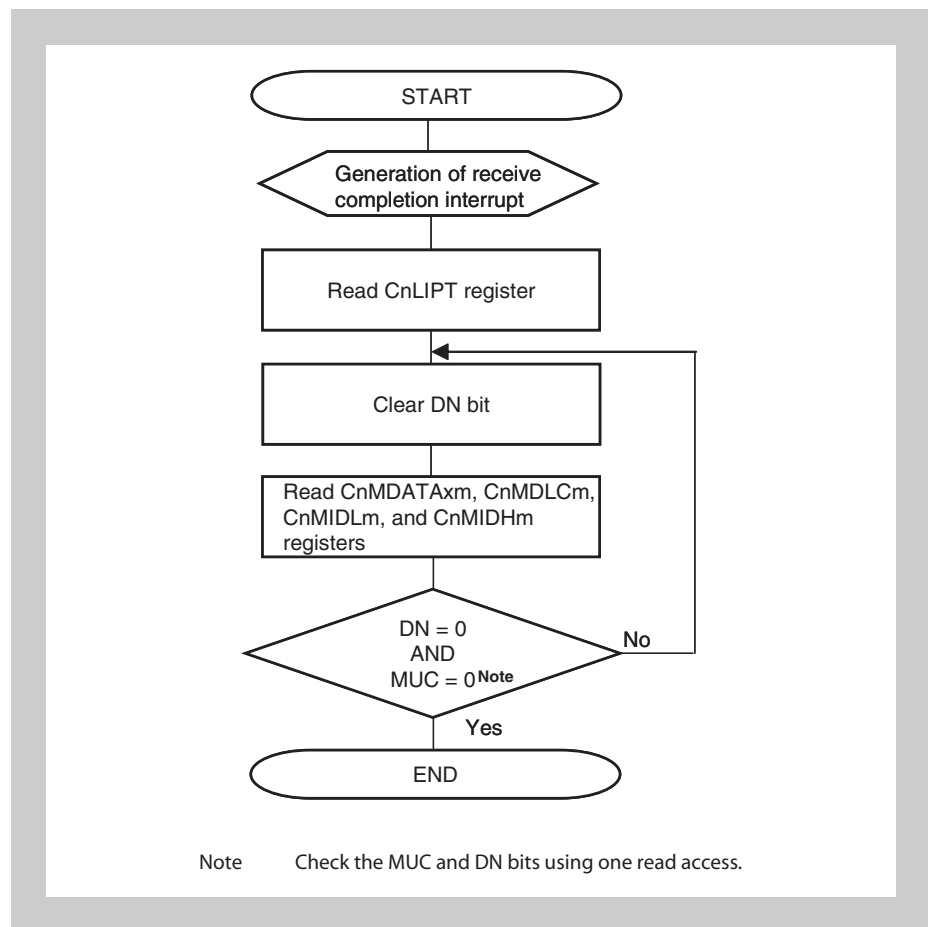 START
Generation of receive
completion interrupt
Read CnLIPT register
Clear DN bit
Read CnMDATAxm, CnMDLCm,
CnMIDLm, and CnMIDHm
registers
DN = 0
AND
MUC = 0Note
No
Yes
END
Note Check the MUC and DN bits using one read access.